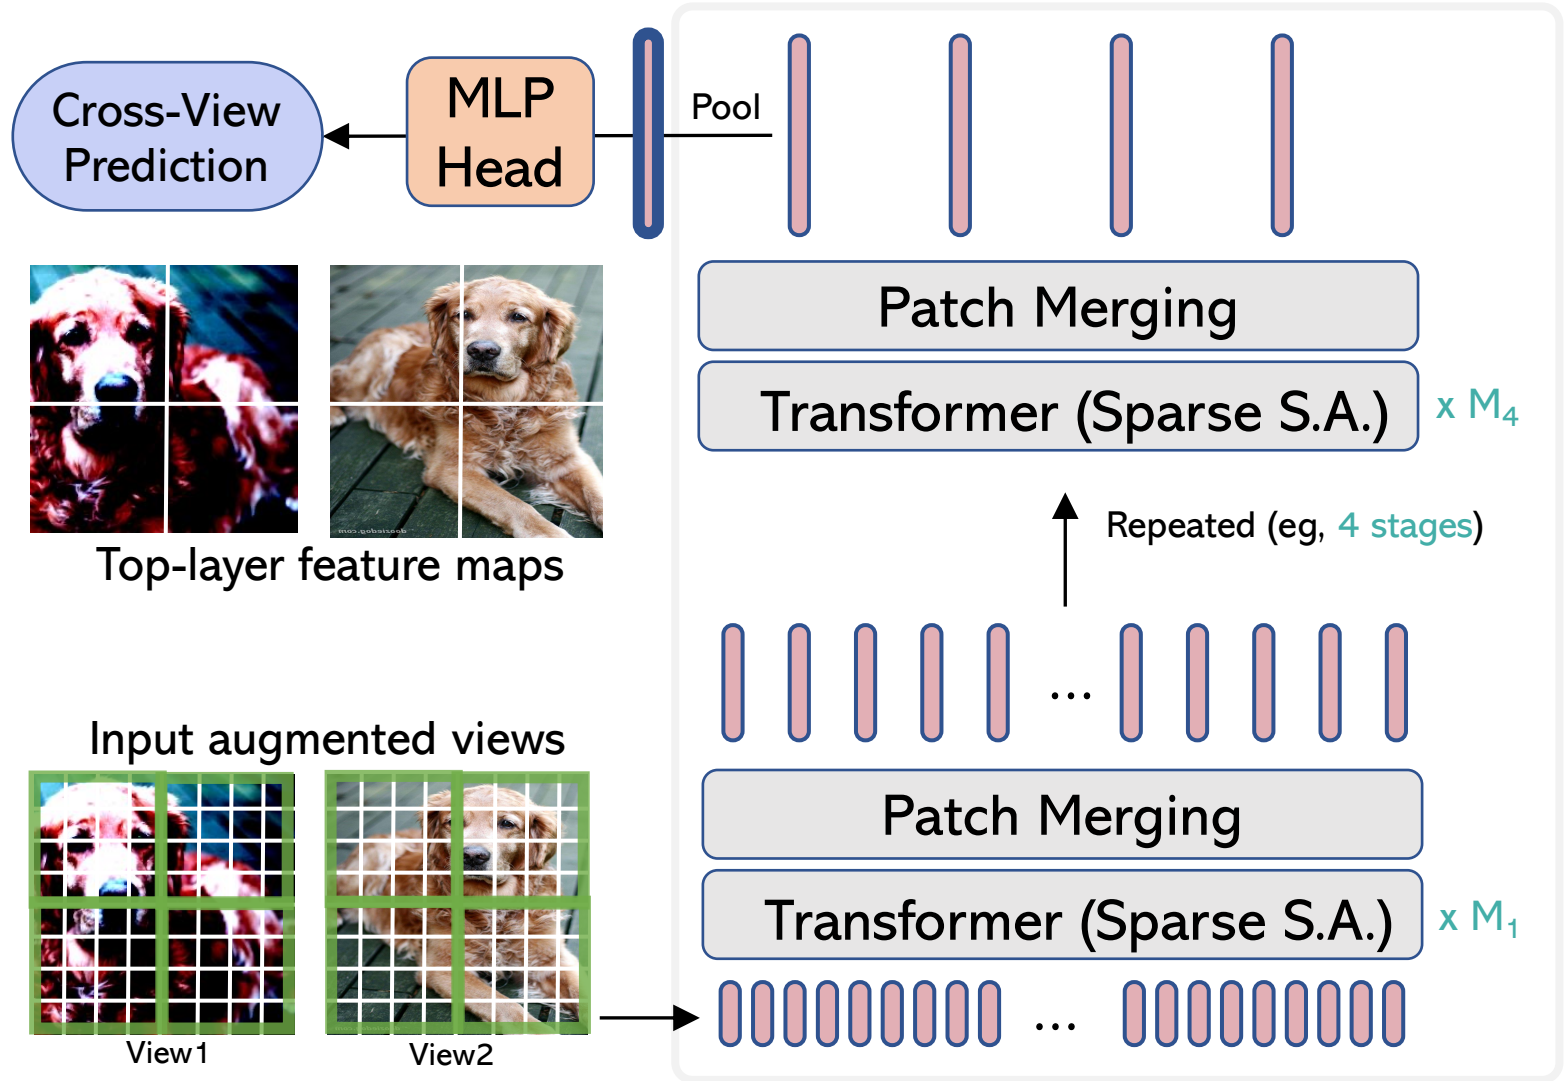 Cross-View
Prediction
MLP
Head
Pool
Patch Merging
Transformer (Sparse S.A.)
x M4
Top-layer feature maps
Repeated (eg, 4 stages)
...
Input augmented views
Patch Merging
Transformer (Sparse S.A.)
x M1
...
View1
View2